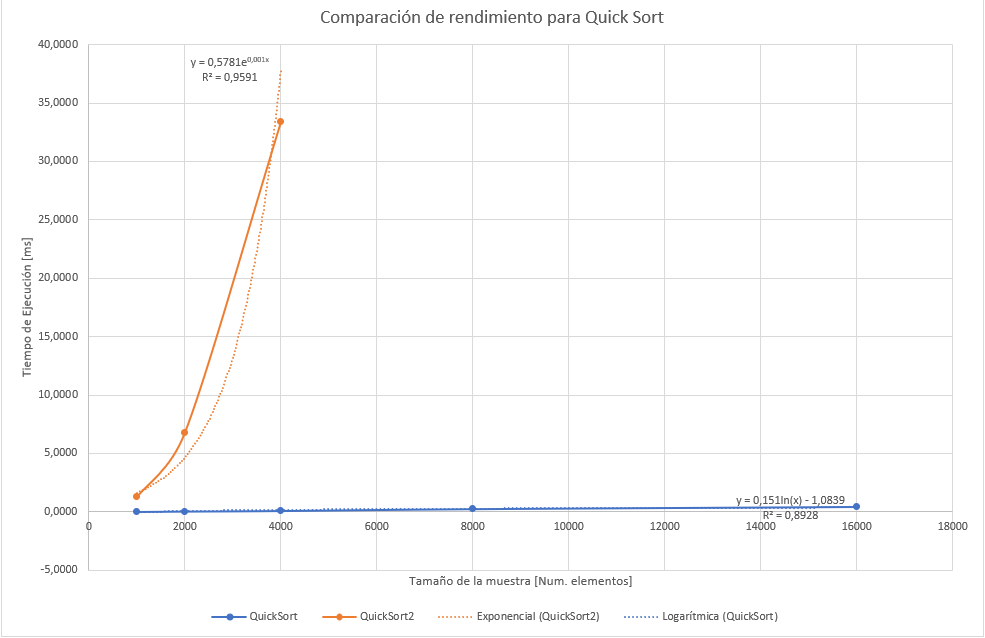 Comparación de rendimiento para Quick Sort
40,0000
35,0000
30,0000
25,0000
20,0000
15,0000
10,0000
5,0000
0,0000
-5,0000
Tiempo de Ejecución [ms]
y = 0,5781e^0,001x
R² = 0,9591
y = 0,151ln(x) - 1,0839
R² = 0,8928
0 2000 4000 6000 8000 10000 12000 14000 16000 18000
Tamaño de la muestra [Num. elementos]
QuickSort QuickSort2 Exponencial (QuickSort2) Logarítmica (QuickSort)